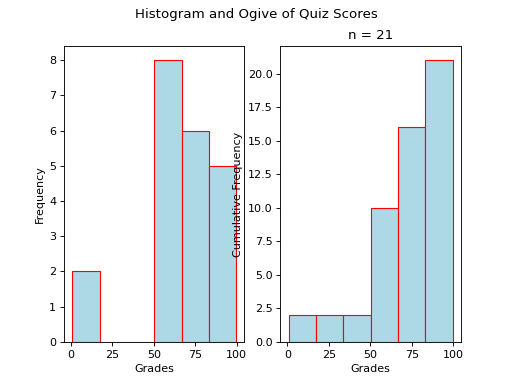 Histogram and Ogive of Quiz Scores
n = 21
8
7
6
5
4
3
2
1
0
Frequency
0 25 50 75 100
Grades
20.0
17.5
15.0
12.5
10.0
7.5
5.0
2.5
0.0
Cumulative Frequency
0 25 50 75 100
Grades